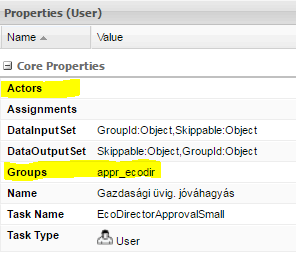 Properties (User)
Name Value
Core Properties
Actors
Assignments
DataInputSet GroupId:Object,Skippable:Object
DataOutputSet Skippable:Object,GroupId:Object
Groups appr_ecodir
Name Gazdasági üvig. jóváhagyás
Task Name EcoDirectorApprovalSmall
Task Type User